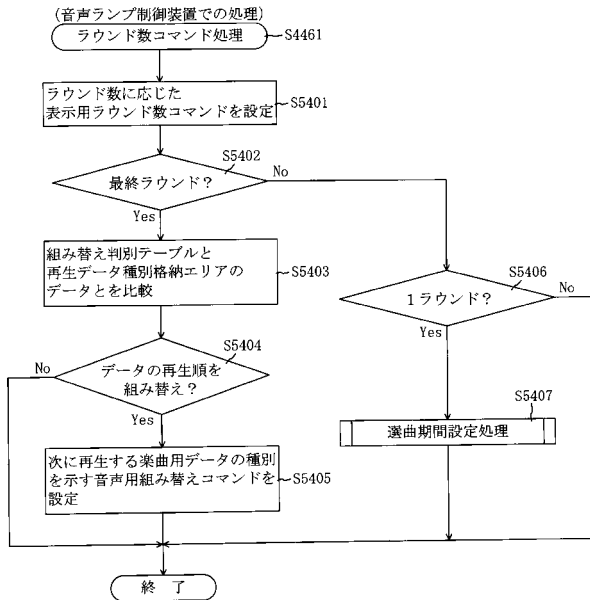 (音声ランプ制御装置での処理)
ラウンド数コマンド処理
S4461
ラウンド数に応じた
表示用ラウンド数コマンドを設定
S5401
S5402
最終ラウンド?
No
Yes
組み替え判別テーブルと
再生データ種別格納エリアの
データとを比較
S5403
S5406
1ラウンド?
No
Yes
S5404
No
データの再生順を
組み替え?
Yes
S5407
選曲期間設定処理
次に再生する楽曲用データの種別
を示す音声用組み替えコマンドを
設定
S5405
終 了